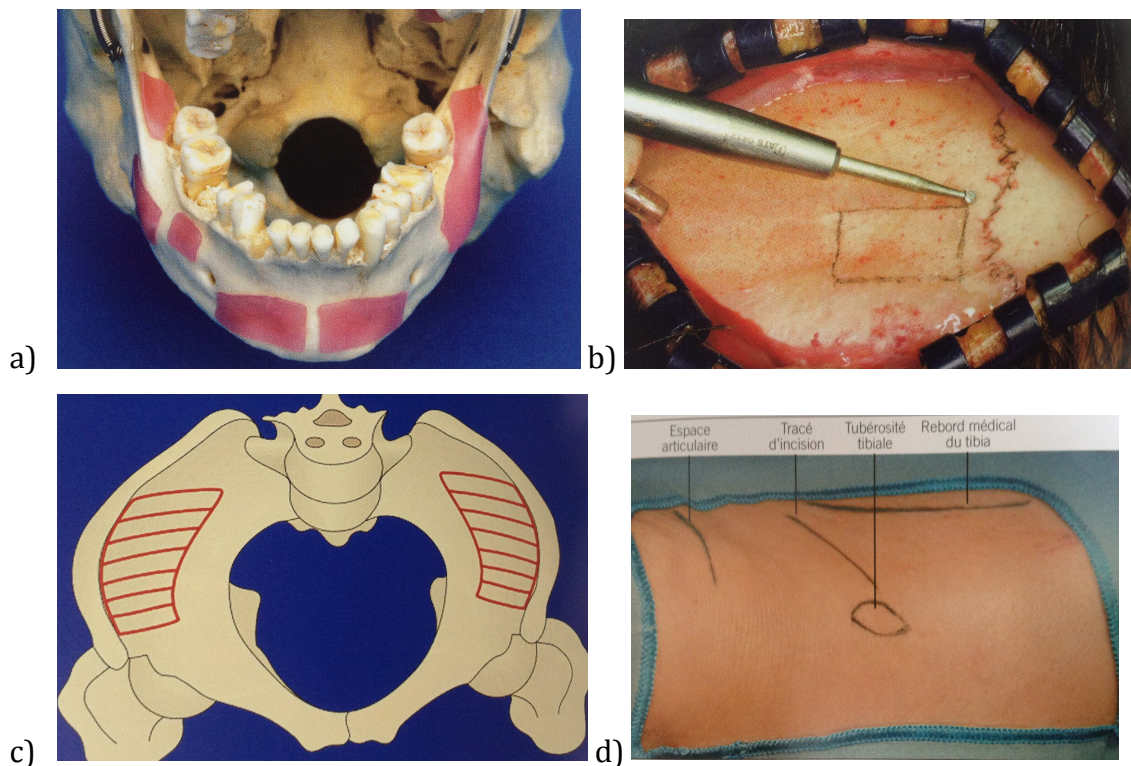 a)
b)
Espace
articulaire
Tracé
d'incision
Tubérosité
tibiale
Rebord médical
du tibia
c)
d)